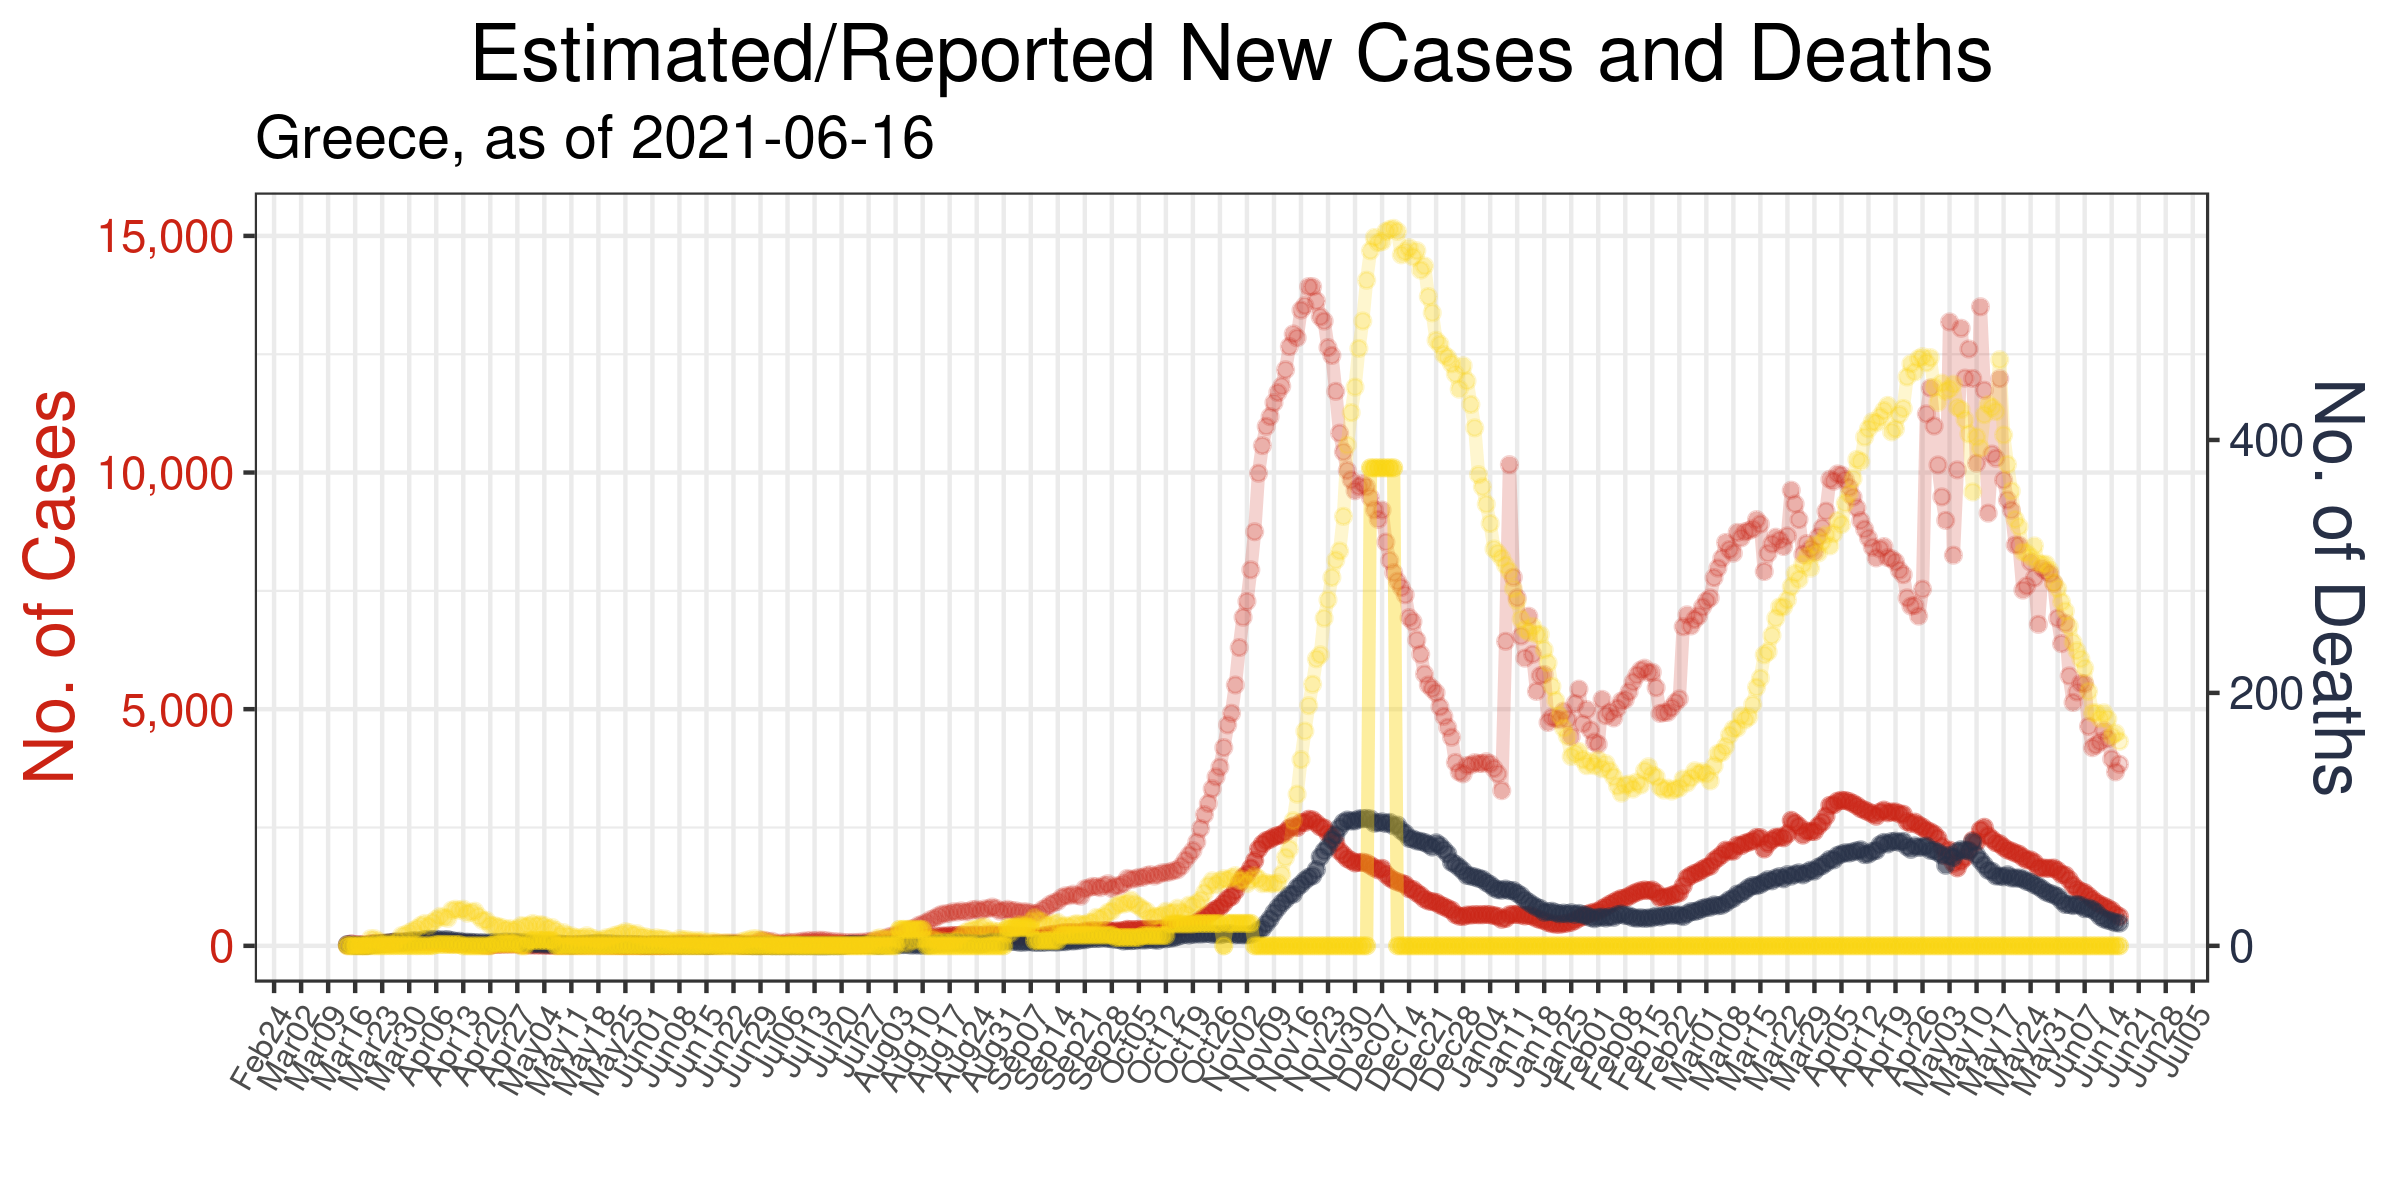 Estimated/Reported New Cases and Deaths
Greece, as of 2021-06-16
No. of Cases
15,000
10,000
5,000
0
No. of Deaths
400
200
0
Feb24
Mar02
Mar09
Mar16
Mar23
Mar30
Apr06
Apr13
Apr20
Apr27
May04
May11
May18
May25
Jun01
Jun08
Jun15
Jun22
Jun29
Jul06
Jul13
Jul20
Jul27
Aug03
Aug10
Aug17
Aug24
Aug31
Sep07
Sep14
Sep21
Sep28
Oct05
Oct12
Oct19
Oct26
Nov02
Nov09
Nov16
Nov23
Nov30
Dec07
Dec14
Dec21
Dec28
Jan04
Jan11
Jan18
Jan25
Feb01
Feb08
Feb15
Feb22
Mar01
Mar08
Mar15
Mar22
Mar29
Apr05
Apr12
Apr19
Apr26
May03
May10
May17
May24
May31
Jun07
Jun14
Jun21
Jun28
Jul05